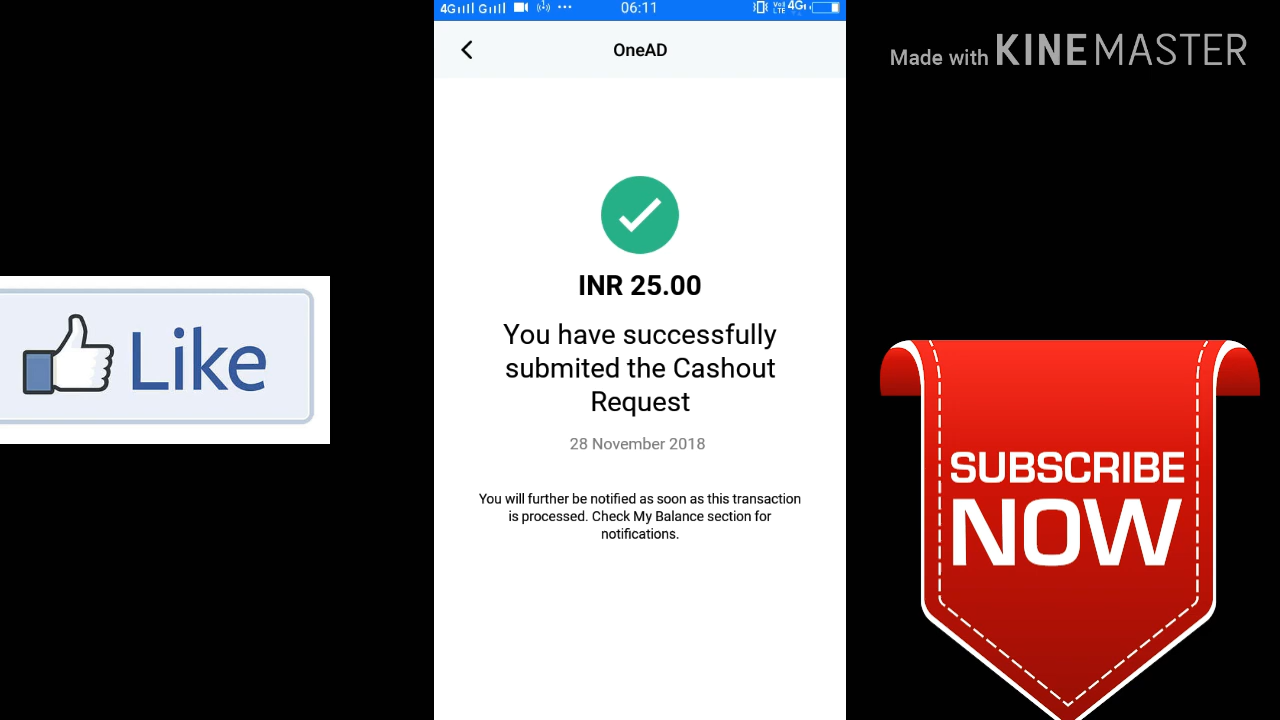 4G G 06:11 4G
Vo) LTE
OneAD
Made with KINEMASTER
INR 25.00
You have successfully
submited the Cashout
Request
28 November 2018
You will further be notified as soon as this transaction
is processed. Check My Balance section for
notifications.
Like
SUBSCRIBE
NOW